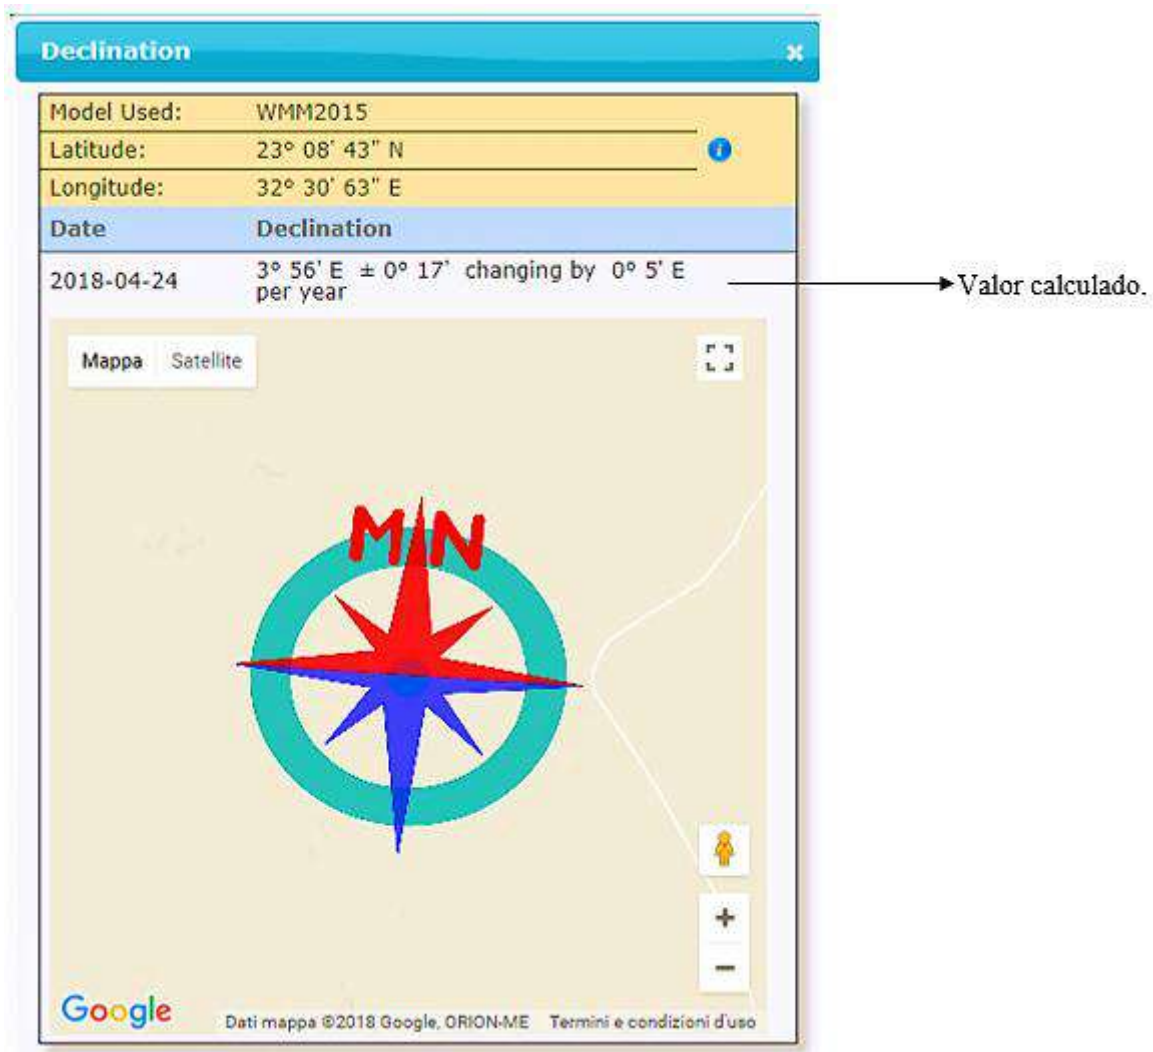 Declination
Model Used: WMM2015
Latitude: 23° 08' 43" N
Longitude: 32° 30' 63" E
Date Declination
2018-04-24 3° 56' E ± 0° 17' changing by 0° 5' E
per year
Valor calculado.
Mappa Satellite
M N
Google
Dati mappa ©2018 Google, ORION-ME Termini e condizioni d'uso